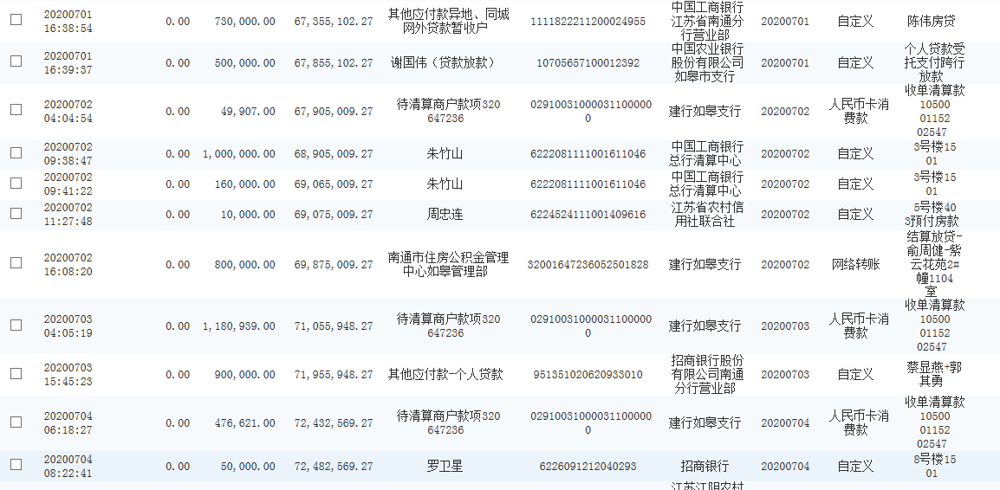 20200701
16:38:54
0.00
730,000.00
67,355,102.27
其他应付款异地、同城
网外贷款暂收户
1111822211200024955
中国工商银行
江苏省南通分
行营业部
20200701
自定义
陈伟房贷
20200701
16:39:37
0.00
500,000.00
67,855,102.27
谢国伟（贷款放款）
10705657100012392
中国农业银行
股份有限公司
如皋市支行
20200701
自定义
个人贷款受
托支付跨行
放款
20200702
04:04:54
0.00
49,907.00
67,905,009.27
待清算商户款项320
647236
02910031000031100000
0
建行如皋支行
20200702
人民币卡消
费款
收单清算款
10500
01152
02547
20200702
09:38:47
0.00
1,000,000.00
68,905,009.27
朱竹山
6222081111001611046
中国工商银行
总行清算中心
20200702
自定义
3号楼15
01
20200702
09:41:22
0.00
160,000.00
69,065,009.27
朱竹山
6222081111001611046
中国工商银行
总行清算中心
20200702
自定义
3号楼15
01
20200702
11:27:48
0.00
10,000.00
69,075,009.27
周忠连
6224524111001409616
江苏省农村信
用社联合社
20200702
自定义
5号楼40
3预付房款
20200702
16:08:20
0.00
800,000.00
69,875,009.27
南通市住房公积金管理
中心如皋管理部
32001647236052501828
建行如皋支行
20200702
网络转账
结算放贷-
俞周健-紫
云花苑2#
幢1104
室
20200703
04:05:19
0.00
1,180,939.00
71,055,948.27
待清算商户款项320
647236
02910031000031100000
0
建行如皋支行
20200703
人民币卡消
费款
收单清算款
10500
01152
02547
20200703
15:45:23
0.00
900,000.00
71,955,948.27
其他应付款-个人贷款
951351020620933010
招商银行股份
有限公司南通
分行营业部
20200703
自定义
蔡显燕+郭
其勇
20200704
06:18:27
0.00
476,621.00
72,432,569.27
待清算商户款项320
647236
02910031000031100000
0
建行如皋支行
20200704
人民币卡消
费款
收单清算款
10500
01152
02547
20200704
08:22:41
0.00
50,000.00
72,482,569.27
罗卫星
6226091212040293
招商银行
20200704
自定义
8号楼15
01
江苏江阴农村